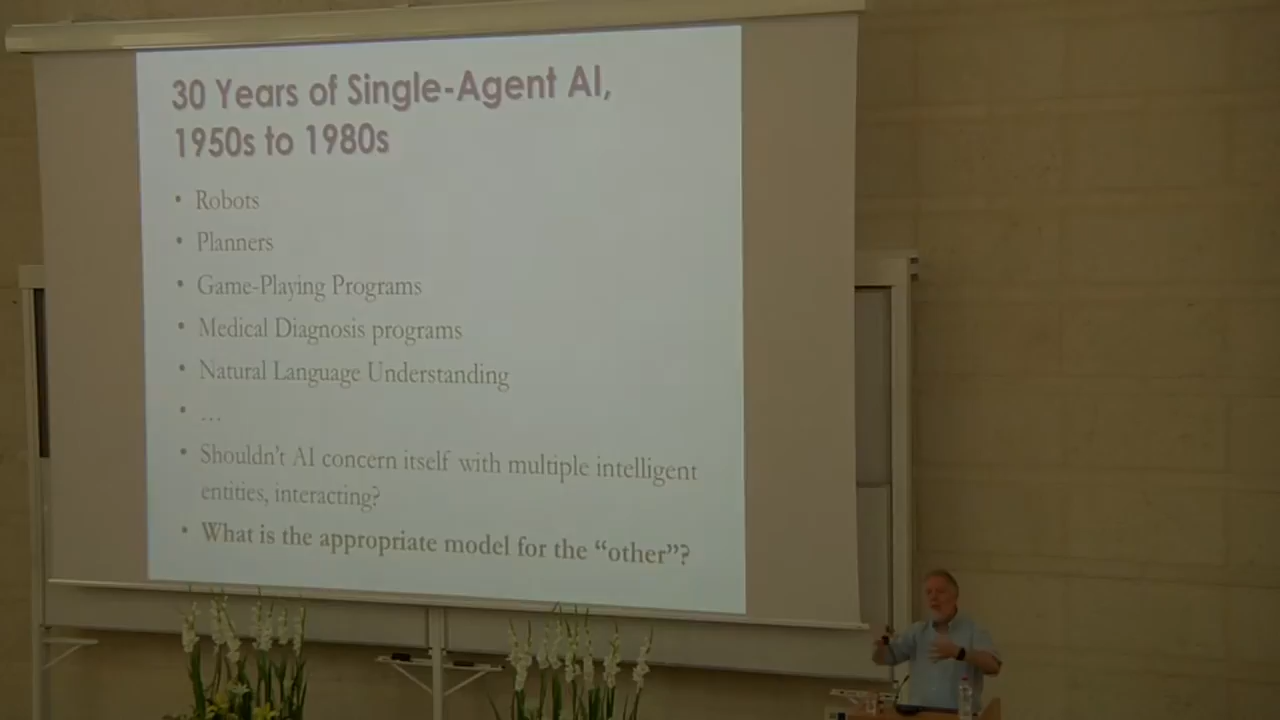 30 Years of Single-Agent AI,
1950s to 1980s
• Robots
• Planners
• Game-Playing Programs
• Medical Diagnosis programs
• Natural Language Understanding
• …
• Shouldn't AI concern itself with multiple intelligent
entities, interacting?
• What is the appropriate model for the “other”?